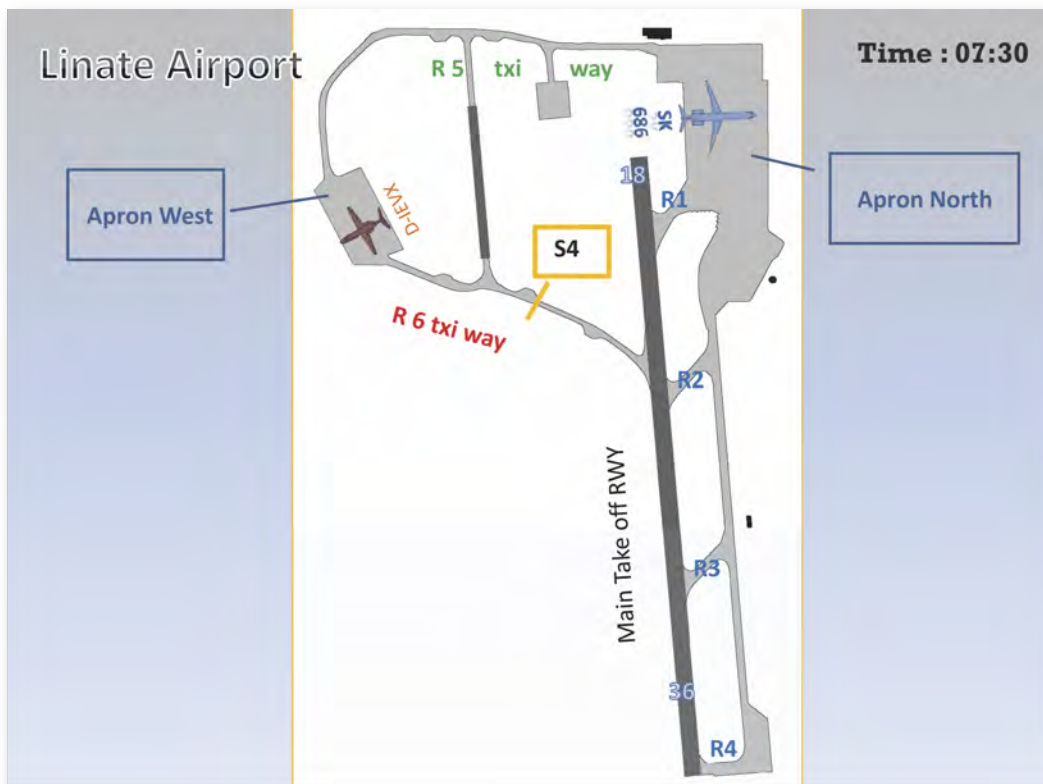 Linate Airport
Time : 07:30
R 5 txi way
SK
686
18
R1
Apron West
D-IEVX
Apron North
S4
R 6 txi way
R2
Main Take off RWY
R3
36
R4